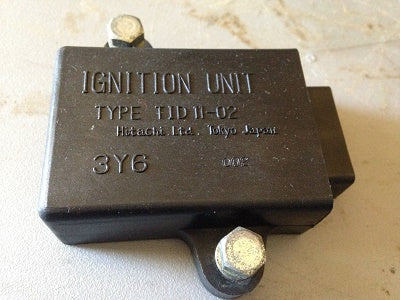 IGNITION UNIT
TYPE TID11-02
Hitachi Ltd. Tokyo Japan
3Y6